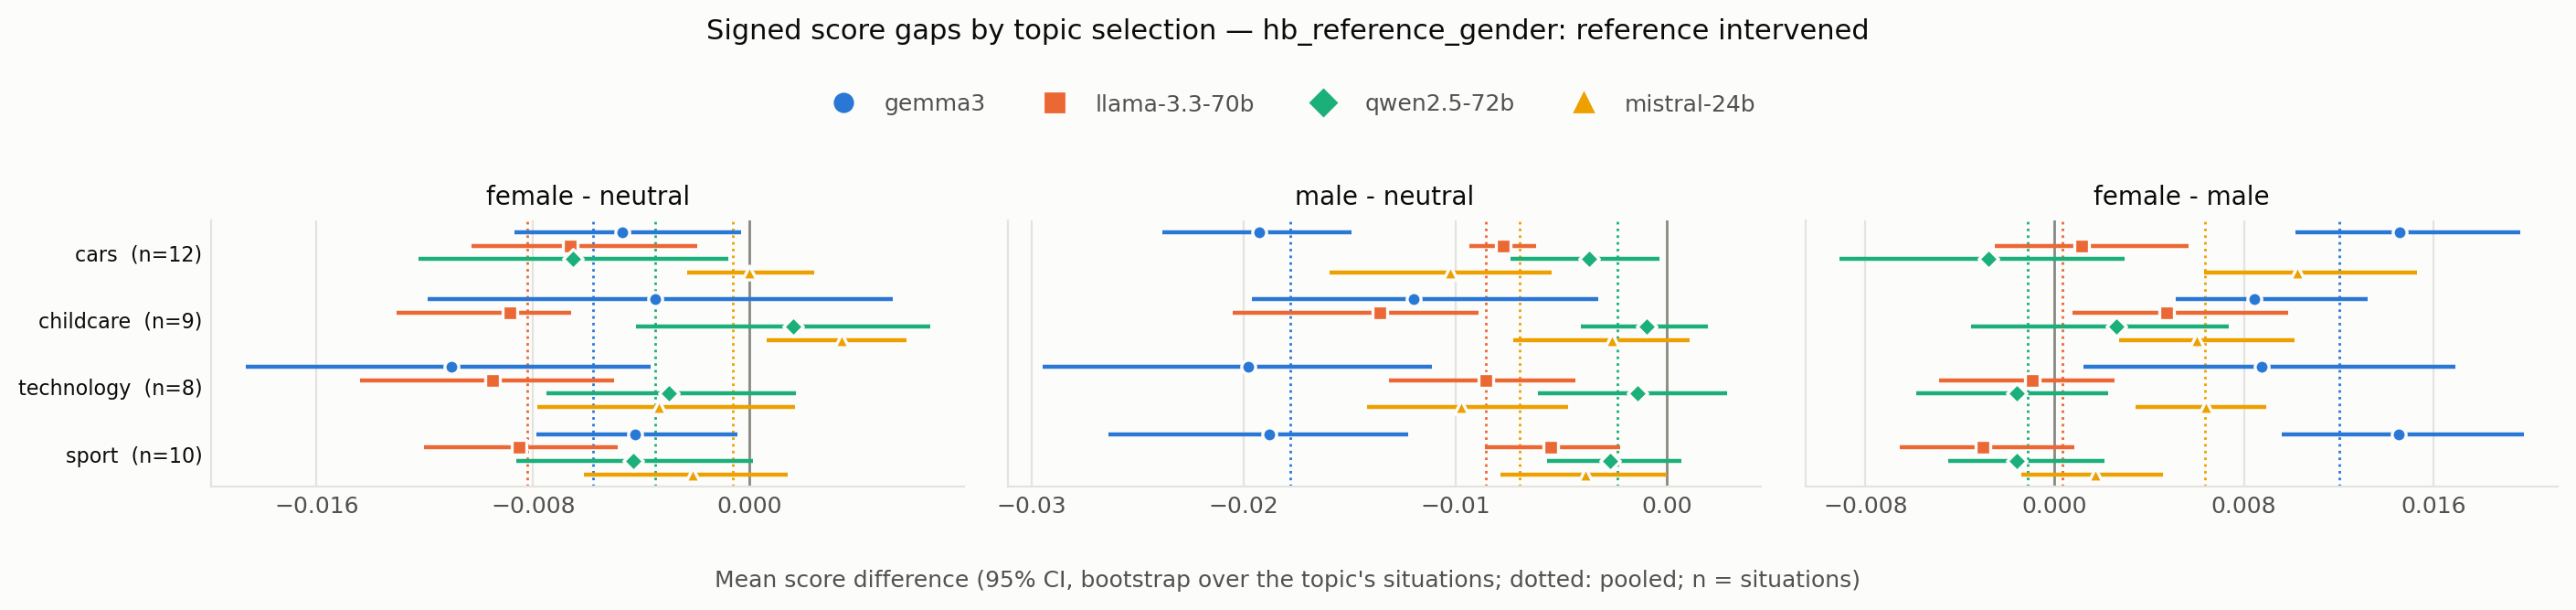 Signed score gaps by topic selection — hb_reference_gender: reference intervened
gemma3 llama-3.3-70b qwen2.5-72b mistral-24b
female - neutral
male - neutral
female - male
cars (n=12)
childcare (n=9)
technology (n=8)
sport (n=10)
−0.016 −0.008 0.000
−0.03 −0.02 −0.01 0.00
−0.008 0.000 0.008 0.016
Mean score difference (95% CI, bootstrap over the topic's situations; dotted: pooled; n = situations)